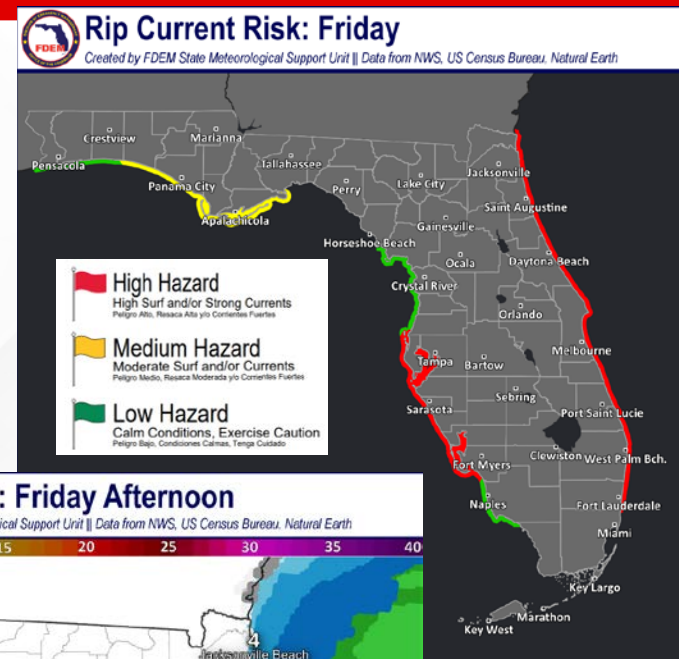 FDEM
Rip Current Risk: Friday
Created by FDEM State Meteorological Support Unit || Data from NWS, US Census Bureau. Natural Earth
Crestview
Marianna
Pensacola
Tallahassee
Jacksonville
Panama City
Perry
Lake City
Apalachicola
Saint Augustine
Gainesville
Horseshoe Beach
Ocala
Daytona Beach
Crystal River
Orlando
Tampa
Bartow
Melbourne
Sarasota
Sebring
Port Saint Lucie
Clewiston
West Palm Bch.
Fort Myers
Naples
Fort Lauderdale
Miami
Key Largo
Marathon
Key West
High Hazard
High Surf and/or Strong Currents
Peligro Alto, Resaca Alta y/o Corrientes Fuertes
Medium Hazard
Moderate Surf and/or Currents
Peligro Medio, Resaca Moderada y/o Corrientes Fuertes
Low Hazard
Calm Conditions, Exercise Caution
Peligro Bajo, Condiciones Calmas, Tenga Cuidado
: Friday Afternoon
ical Support Unit || Data from NWS, US Census Bureau. Natural Earth
15 20 25 30 35 40
4
Jacksonville Beach